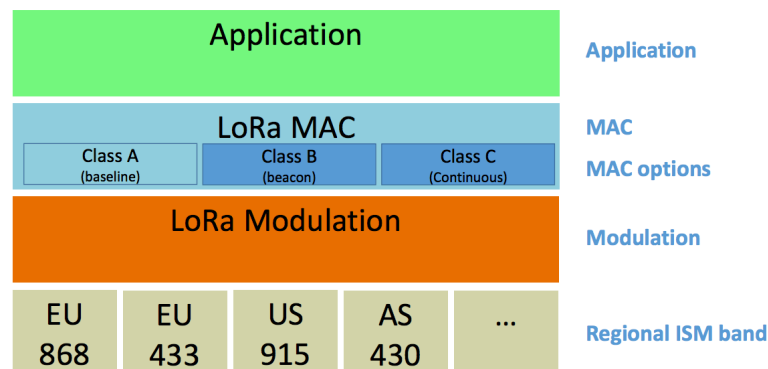 Application
Application
LoRa MAC
MAC
Class A
(baseline)
Class B
(beacon)
Class C
(Continuous)
MAC options
LoRa Modulation
Modulation
EU
868
EU
433
US
915
AS
430
...
Regional ISM band